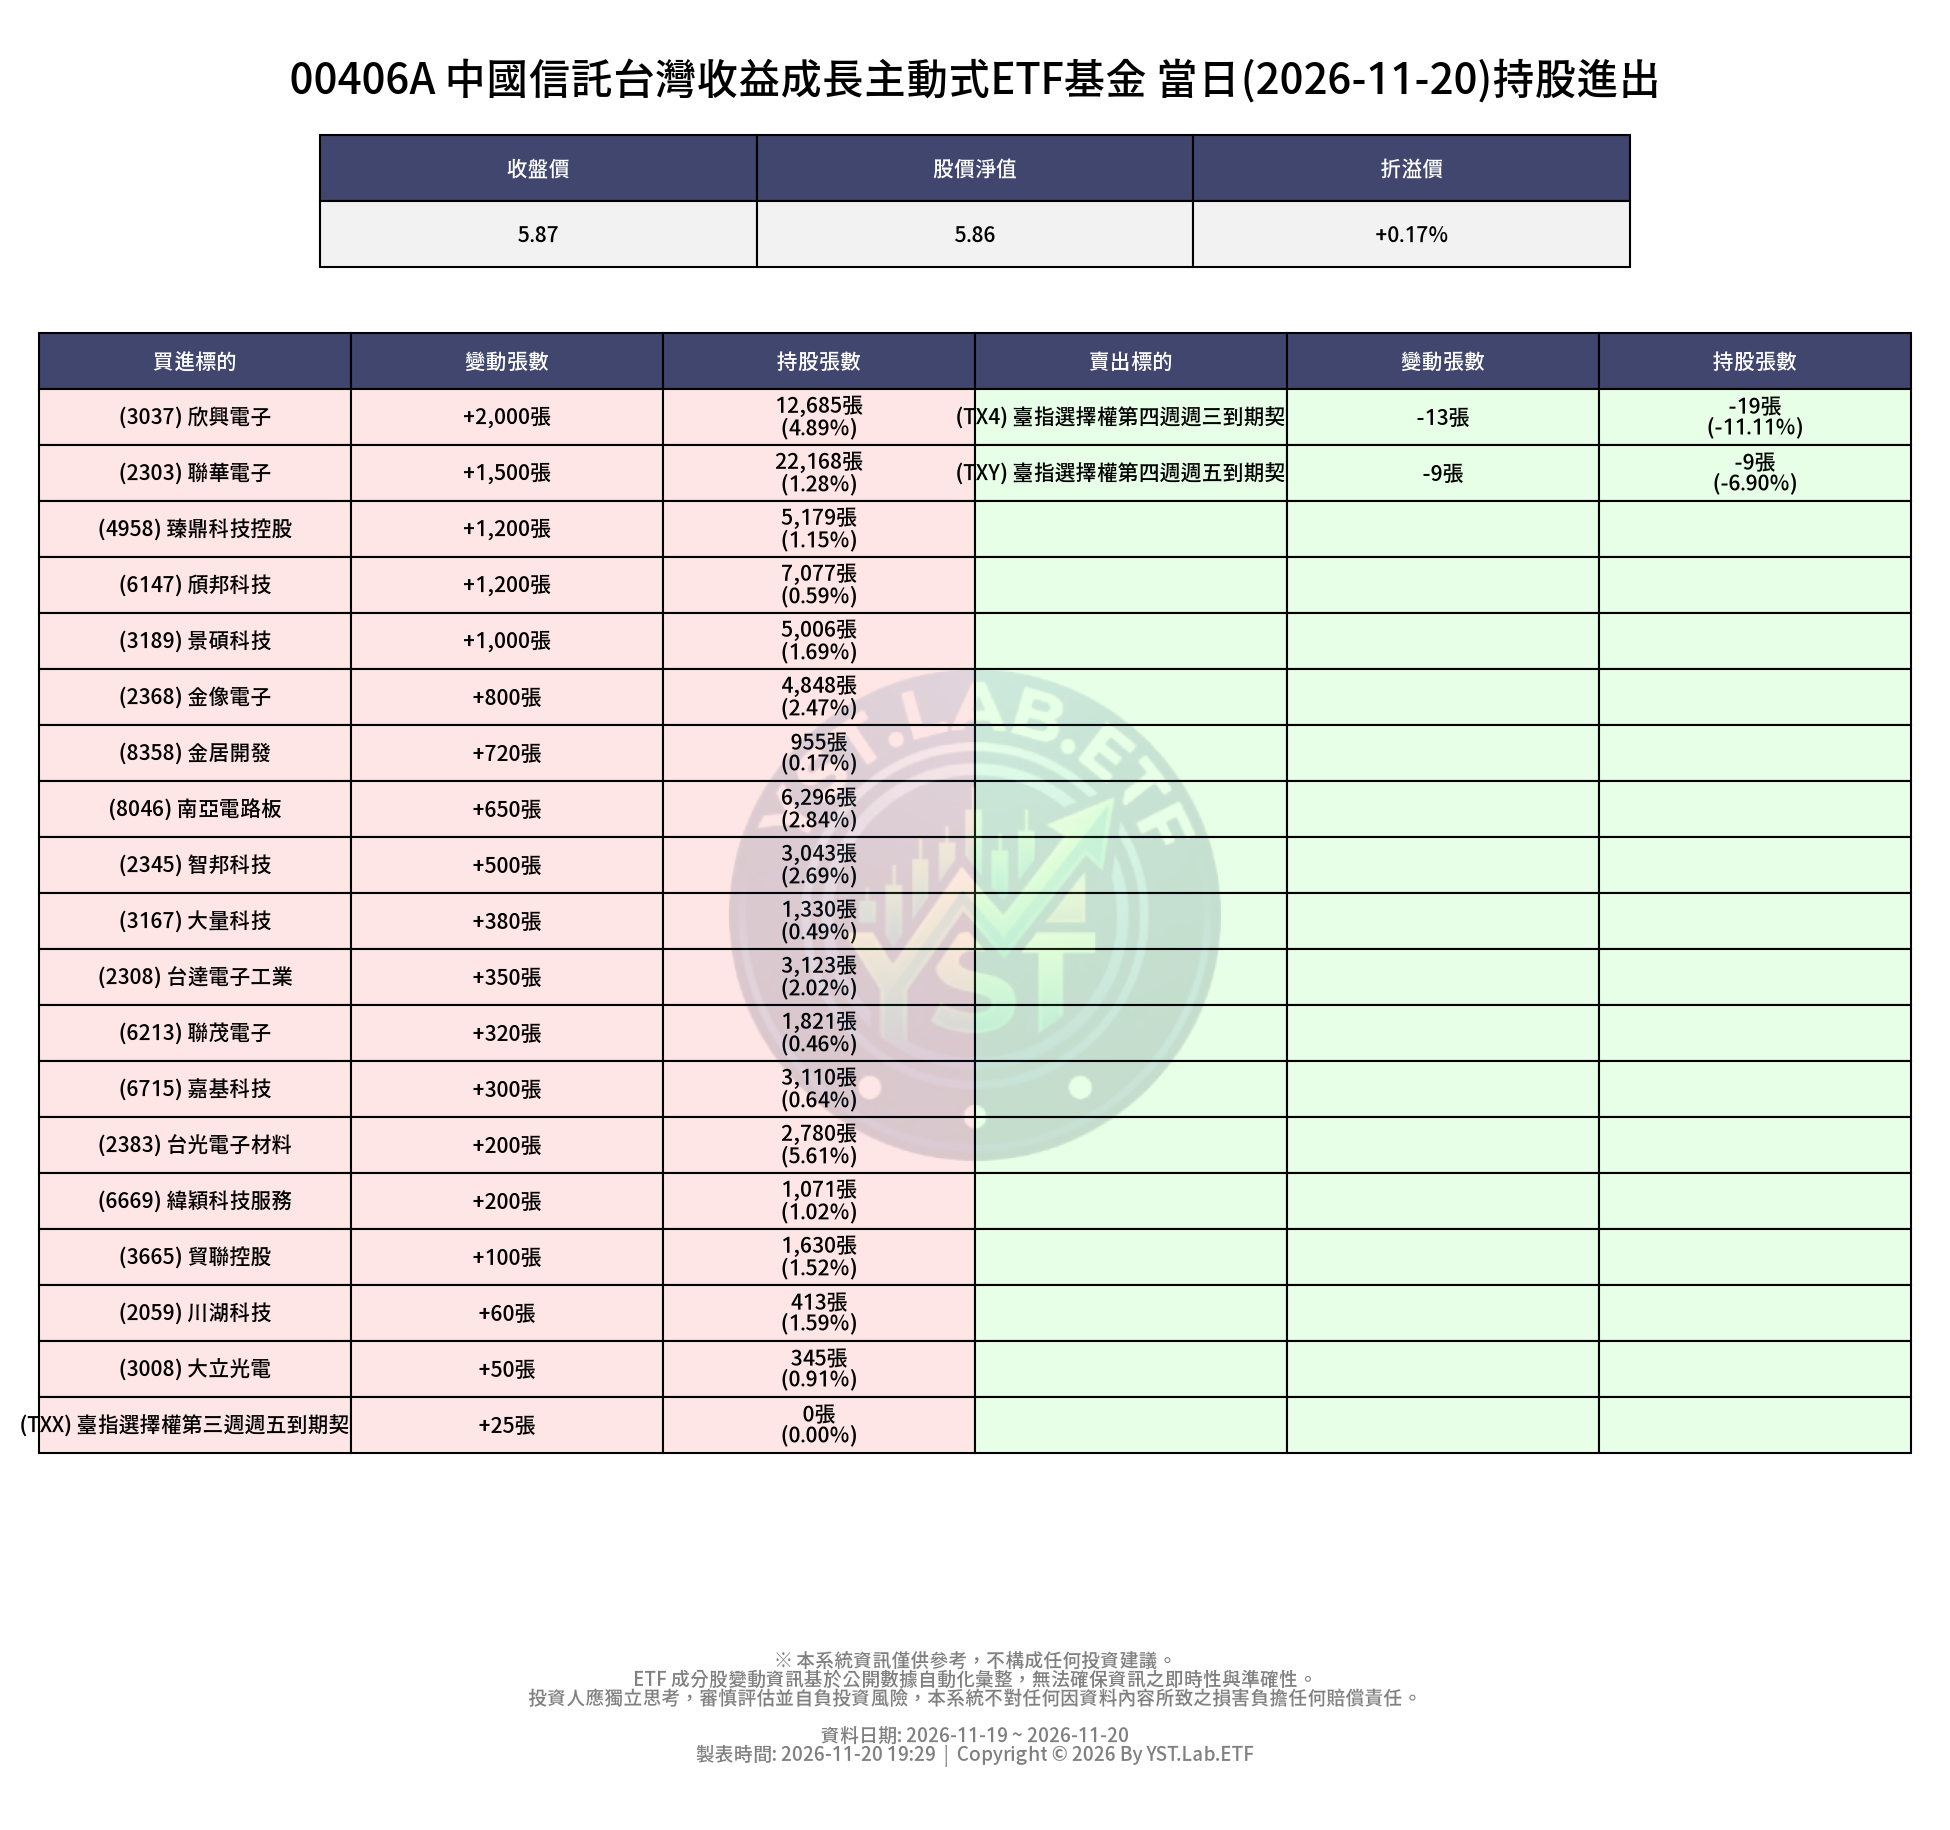 00406A 中國信託台灣收益成長主動式ETF基金 當日(2026-11-20)持股進出
收盤價 股價淨值 折溢價
5.87 5.86 +0.17%
買進標的 變動張數 持股張數 賣出標的 變動張數 持股張數
(3037) 欣興電子 +2,000張 12,685張 (4.89%) (TX4) 臺指選擇權第四週週三到期契 -13張 -19張 (-11.11%)
(2303) 聯華電子 +1,500張 22,168張 (1.28%) (TXY) 臺指選擇權第四週週五到期契 -9張 -9張 (-6.90%)
(4958) 臻鼎科技控股 +1,200張 5,179張 (1.15%)
(6147) 頎邦科技 +1,200張 7,077張 (0.59%)
(3189) 景碩科技 +1,000張 5,006張 (1.69%)
(2368) 金像電子 +800張 4,848張 (2.47%)
(8358) 金居開發 +720張 955張 (0.17%)
(8046) 南亞電路板 +650張 6,296張 (2.84%)
(2345) 智邦科技 +500張 3,043張 (2.69%)
(3167) 大量科技 +380張 1,330張 (0.49%)
(2308) 台達電子工業 +350張 3,123張 (2.02%)
(6213) 聯茂電子 +320張 1,821張 (0.46%)
(6715) 嘉基科技 +300張 3,110張 (0.64%)
(2383) 台光電子材料 +200張 2,780張 (5.61%)
(6669) 緯穎科技服務 +200張 1,071張 (1.02%)
(3665) 貿聯控股 +100張 1,630張 (1.52%)
(2059) 川湖科技 +60張 413張 (1.59%)
(3008) 大立光電 +50張 345張 (0.91%)
(TXX) 臺指選擇權第三週週五到期契 +25張 0張 (0.00%)
YST.LAB.ETF
YST
※ 本系統資訊僅供參考，不構成任何投資建議。
ETF 成分股變動資訊基於公開數據自動化彙整，無法確保資訊之即時性與準確性。
投資人應獨立思考，審慎評估並自負投資風險，本系統不對任何因資料內容所致之損害負擔任何賠償責任。
資料日期: 2026-11-19 ~ 2026-11-20
製表時間: 2026-11-20 19:29 | Copyright © 2026 By YST.Lab.ETF